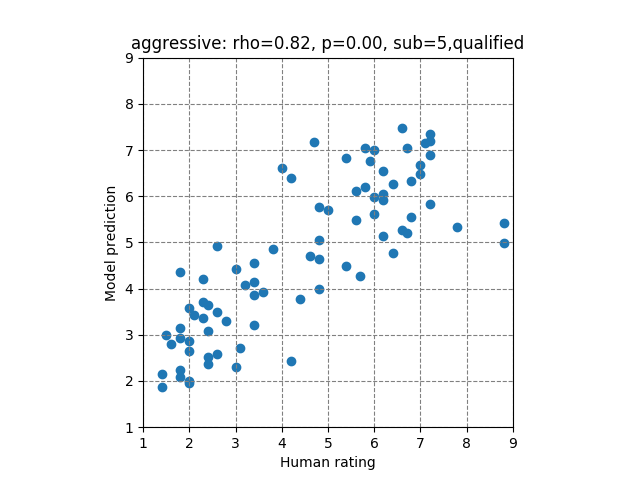 aggressive: rho=0.82, p=0.00, sub=5,qualified
9
8
7
6
5
4
3
2
1
Model prediction
1 2 3 4 5 6 7 8 9
Human rating